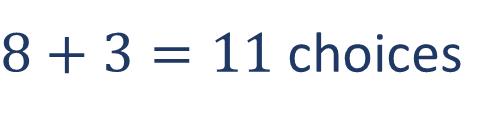 8 + 3 = 11 choices